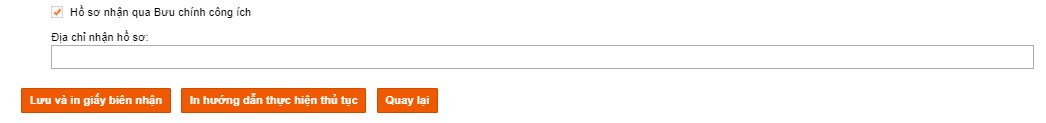 Hồ sơ nhận qua Bưu chính công ích
Địa chỉ nhận hồ sơ:
Lưu và in giấy biên nhận In hướng dẫn thực hiện thủ tục Quay lại